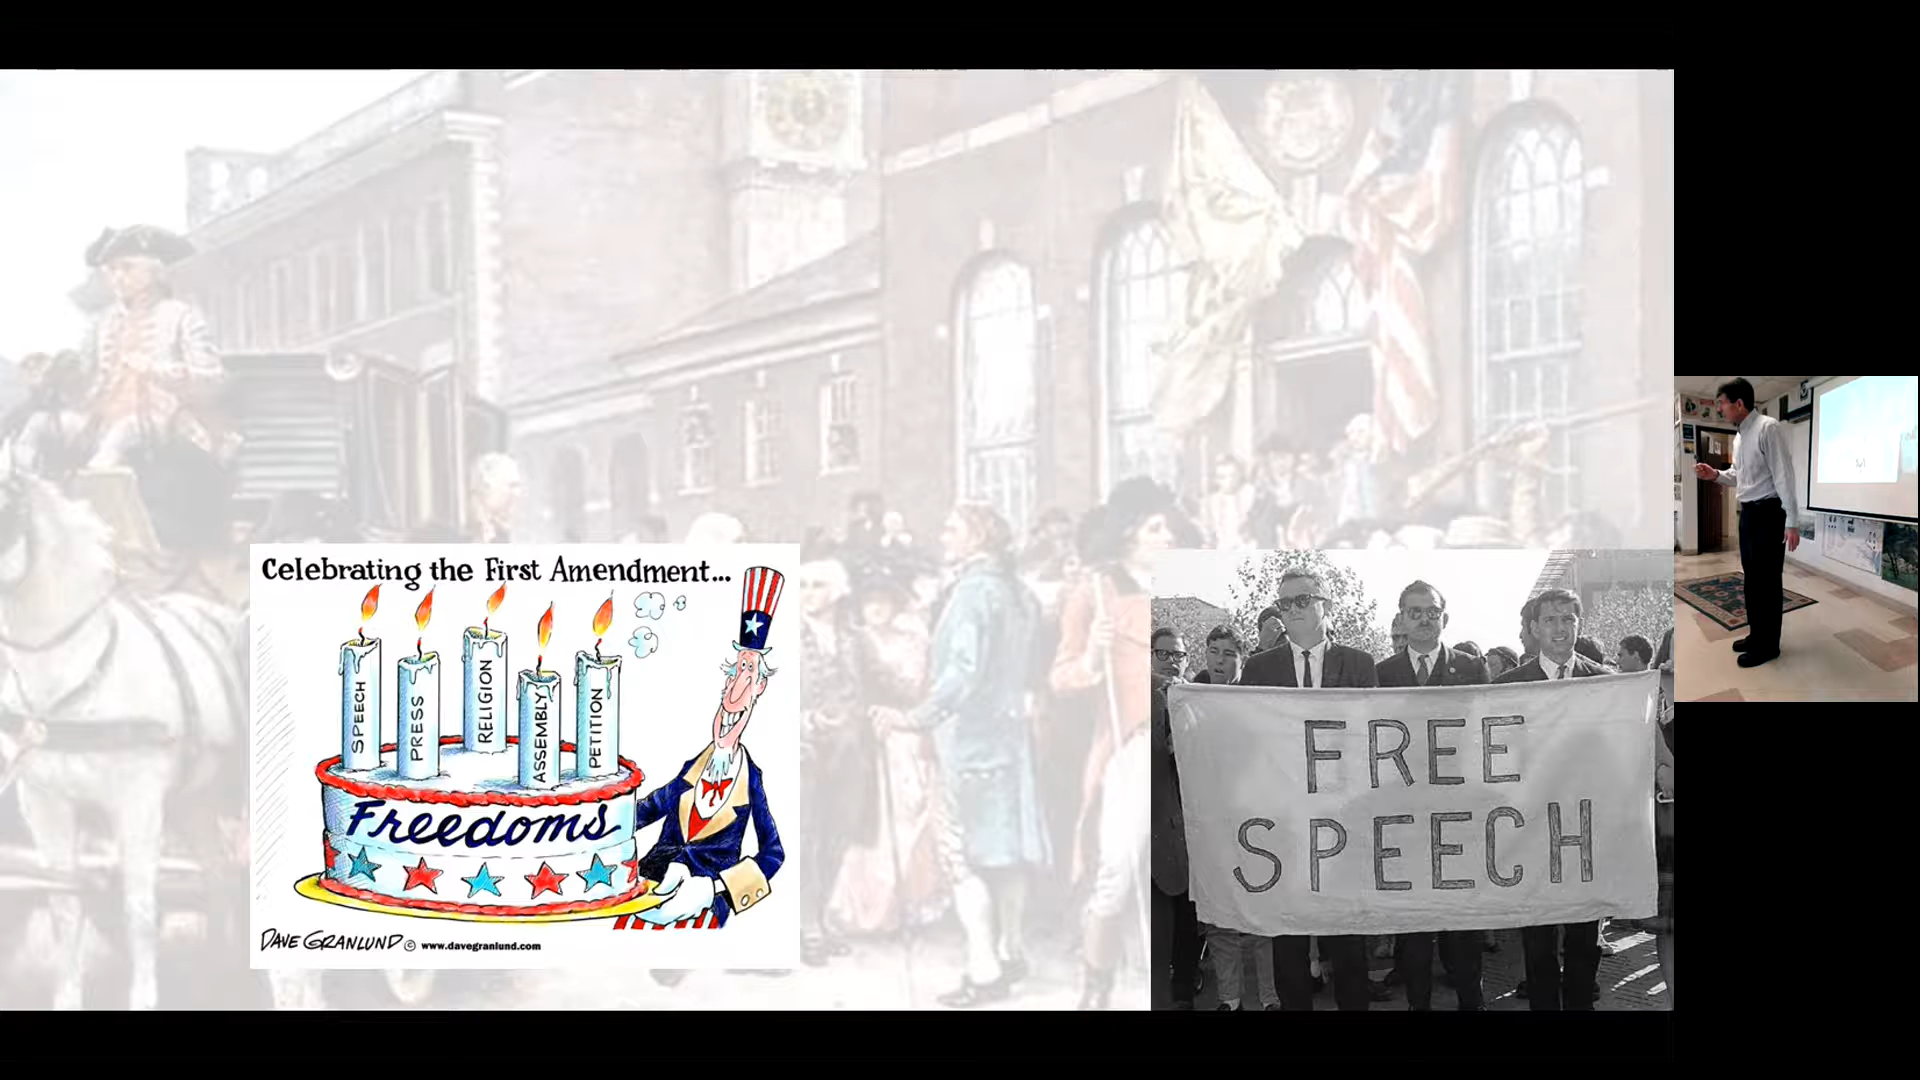 Celebrating the First Amendment...
SPEECH
PRESS
RELIGION
ASSEMBLY
PETITION
Freedoms
DAVE GRANLUND © www.davegranlund.com
FREE
SPEECH